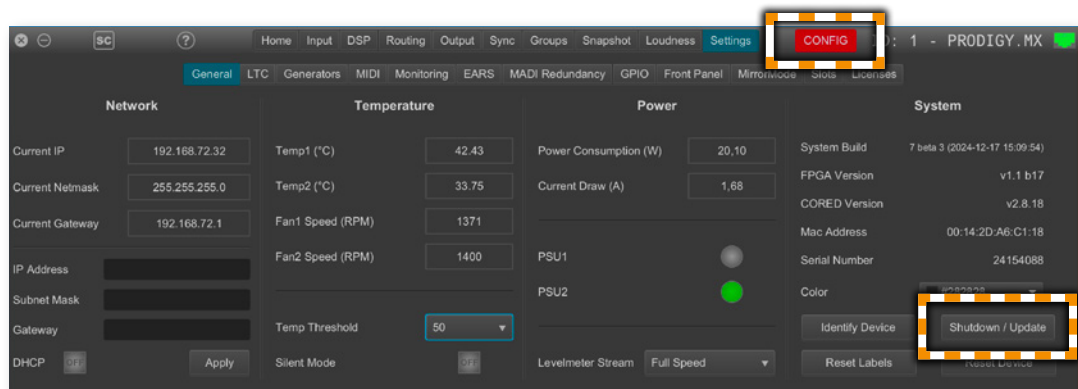 SC ? Home Input DSP Routing Output Sync Groups Snapshot Loudness Settings CONFIG : 1 - PRODIGY.MX
General LTC Generators MIDI Monitoring EARS MADI Redundancy GPIO Front Panel MirrorMode Slots Licenses
Network Temperature Power System
Current IP 192.168.72.32 Temp1 (°C) 42.43 Power Consumption (W) 20,10 System Build 7 beta 3 (2024-12-17 15:09:54)
FPGA Version v1.1 b17
Current Netmask 255.255.255.0 Temp2 (°C) 33.75 Current Draw (A) 1,68
CORED Version v2.8.18
Current Gateway 192.168.72.1 Fan1 Speed (RPM) 1371
Mac Address 00:14:2D:A6:C1:18
Fan2 Speed (RPM) 1400 PSU1 Serial Number 24154088
IP Address
PSU2 Color #282828
Subnet Mask
Gateway Temp Threshold 50 Identify Device Shutdown / Update
DHCP OFF Apply Silent Mode OFF Levelmeter Stream Full Speed Reset Labels Reset Device